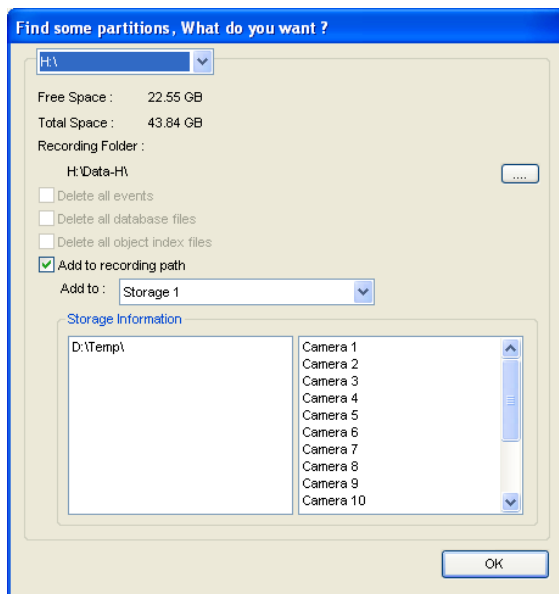 Find some partitions, What do you want ?
H:\
Free Space : 22.55 GB
Total Space : 43.84 GB
Recording Folder :
H:\Data-H\
....
Delete all events
Delete all database files
Delete all object index files
Add to recording path
Add to : Storage 1
Storage Information
D:\Temp\
Camera 1
Camera 2
Camera 3
Camera 4
Camera 5
Camera 6
Camera 7
Camera 8
Camera 9
Camera 10
OK